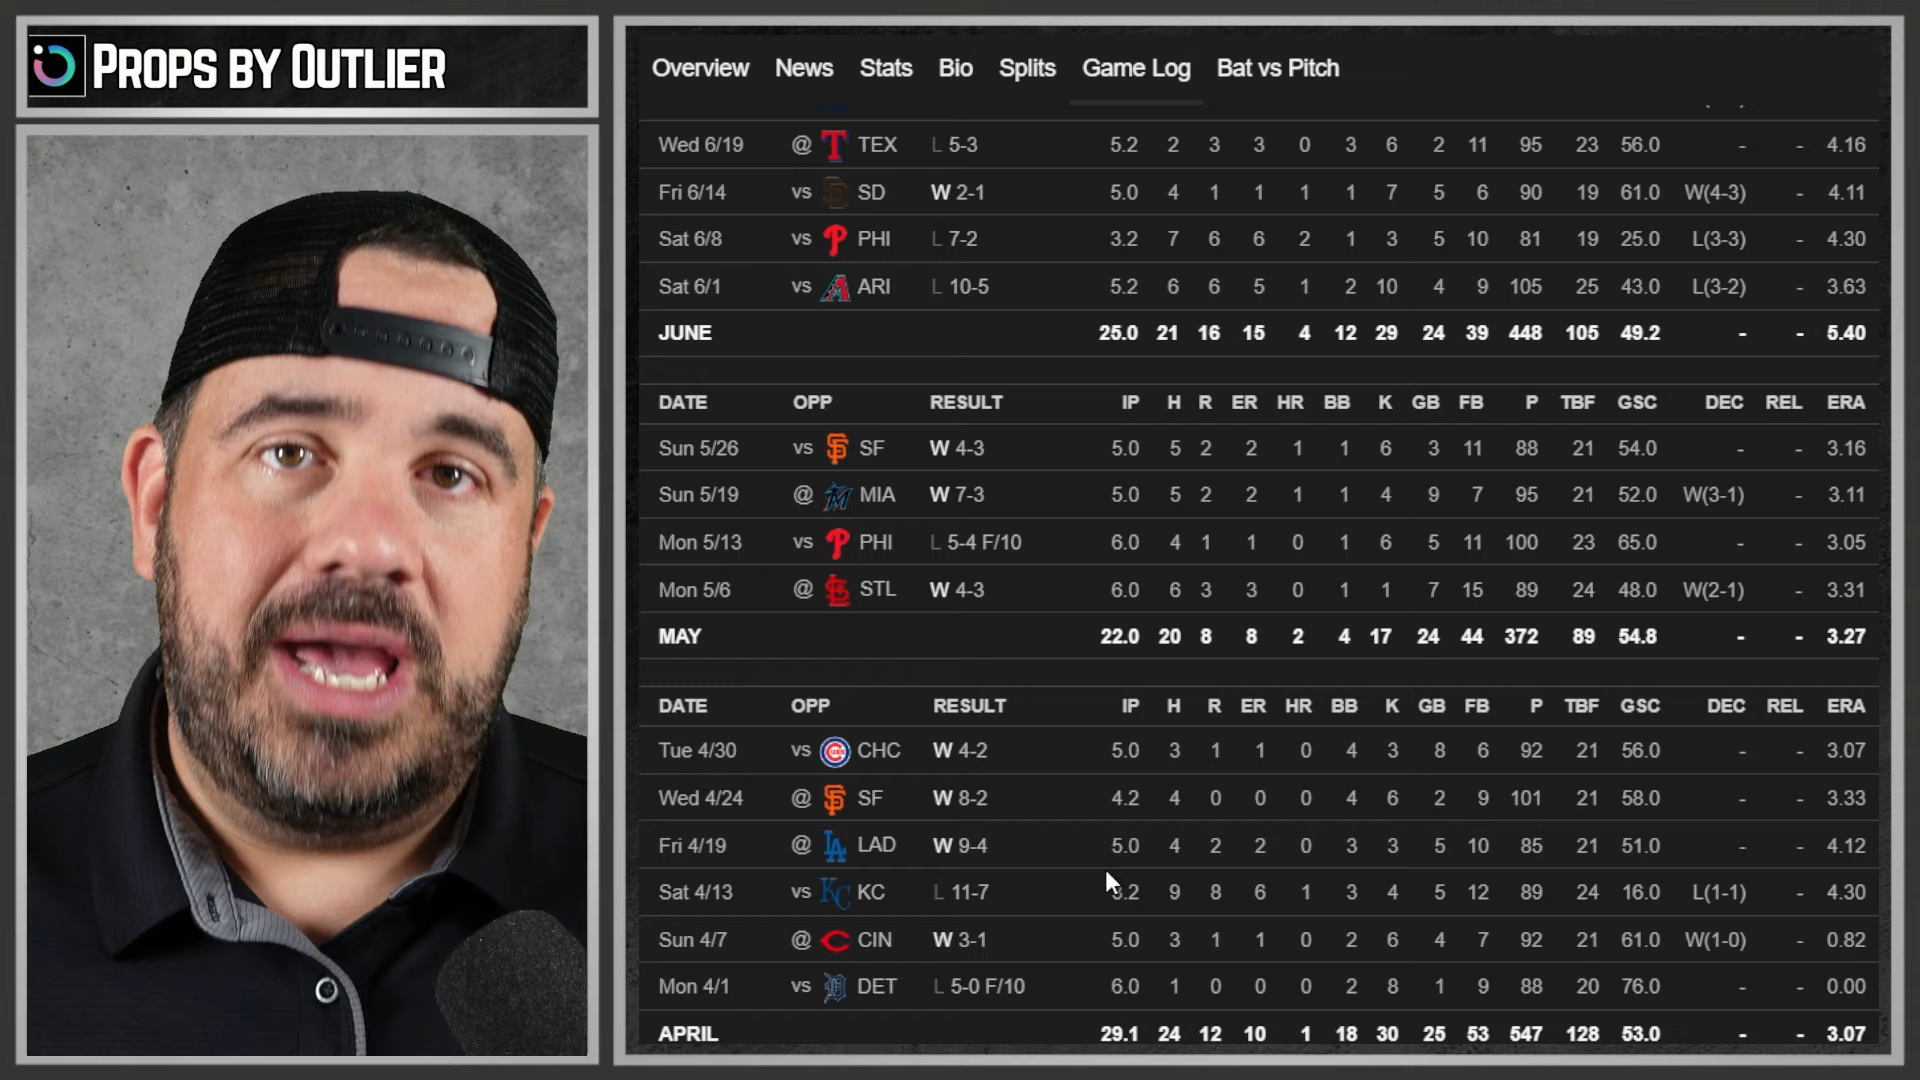 PROPS BY OUTLIER
Overview News Stats Bio Splits Game Log Bat vs Pitch
Wed 6/19 @ TEX L 5-3 5.2 2 3 3 0 3 6 2 11 95 23 56.0 - - 4.16
Fri 6/14 vs SD W 2-1 5.0 4 1 1 1 1 7 5 6 90 19 61.0 W(4-3) - 4.11
Sat 6/8 vs PHI L 7-2 3.2 7 6 6 2 1 3 5 10 81 19 25.0 L(3-3) - 4.30
Sat 6/1 vs ARI L 10-5 5.2 6 6 5 1 2 10 4 9 105 25 43.0 L(3-2) - 3.63
JUNE 25.0 21 16 15 4 12 29 24 39 448 105 49.2 - - 5.40
DATE OPP RESULT IP H R ER HR BB K GB FB P TBF GSC DEC REL ERA
Sun 5/26 vs SF W 4-3 5.0 5 2 2 1 1 6 3 11 88 21 54.0 - - 3.16
Sun 5/19 @ MIA W 7-3 5.0 5 2 2 1 1 4 9 7 95 21 52.0 W(3-1) - 3.11
Mon 5/13 vs PHI L 5-4 F/10 6.0 4 1 1 0 1 6 5 11 100 23 65.0 - - 3.05
Mon 5/6 @ STL W 4-3 6.0 6 3 3 0 1 1 7 15 89 24 48.0 W(2-1) - 3.31
MAY 22.0 20 8 8 2 4 17 24 44 372 89 54.8 - - 3.27
DATE OPP RESULT IP H R ER HR BB K GB FB P TBF GSC DEC REL ERA
Tue 4/30 vs CHC W 4-2 5.0 3 1 1 0 4 3 8 6 92 21 56.0 - - 3.07
Wed 4/24 @ SF W 8-2 4.2 4 0 0 0 4 6 2 9 101 21 58.0 - - 3.33
Fri 4/19 @ LAD W 9-4 5.0 4 2 2 0 3 3 5 10 85 21 51.0 - - 4.12
Sat 4/13 vs KC L 11-7 3.2 9 8 6 1 3 4 5 12 89 24 16.0 L(1-1) - 4.30
Sun 4/7 @ CIN W 3-1 5.0 3 1 1 0 2 6 4 7 92 21 61.0 W(1-0) - 0.82
Mon 4/1 vs DET L 5-0 F/10 6.0 1 0 0 0 2 8 1 9 88 20 76.0 - - 0.00
APRIL 29.1 24 12 10 1 18 30 25 53 547 128 53.0 - - 3.07